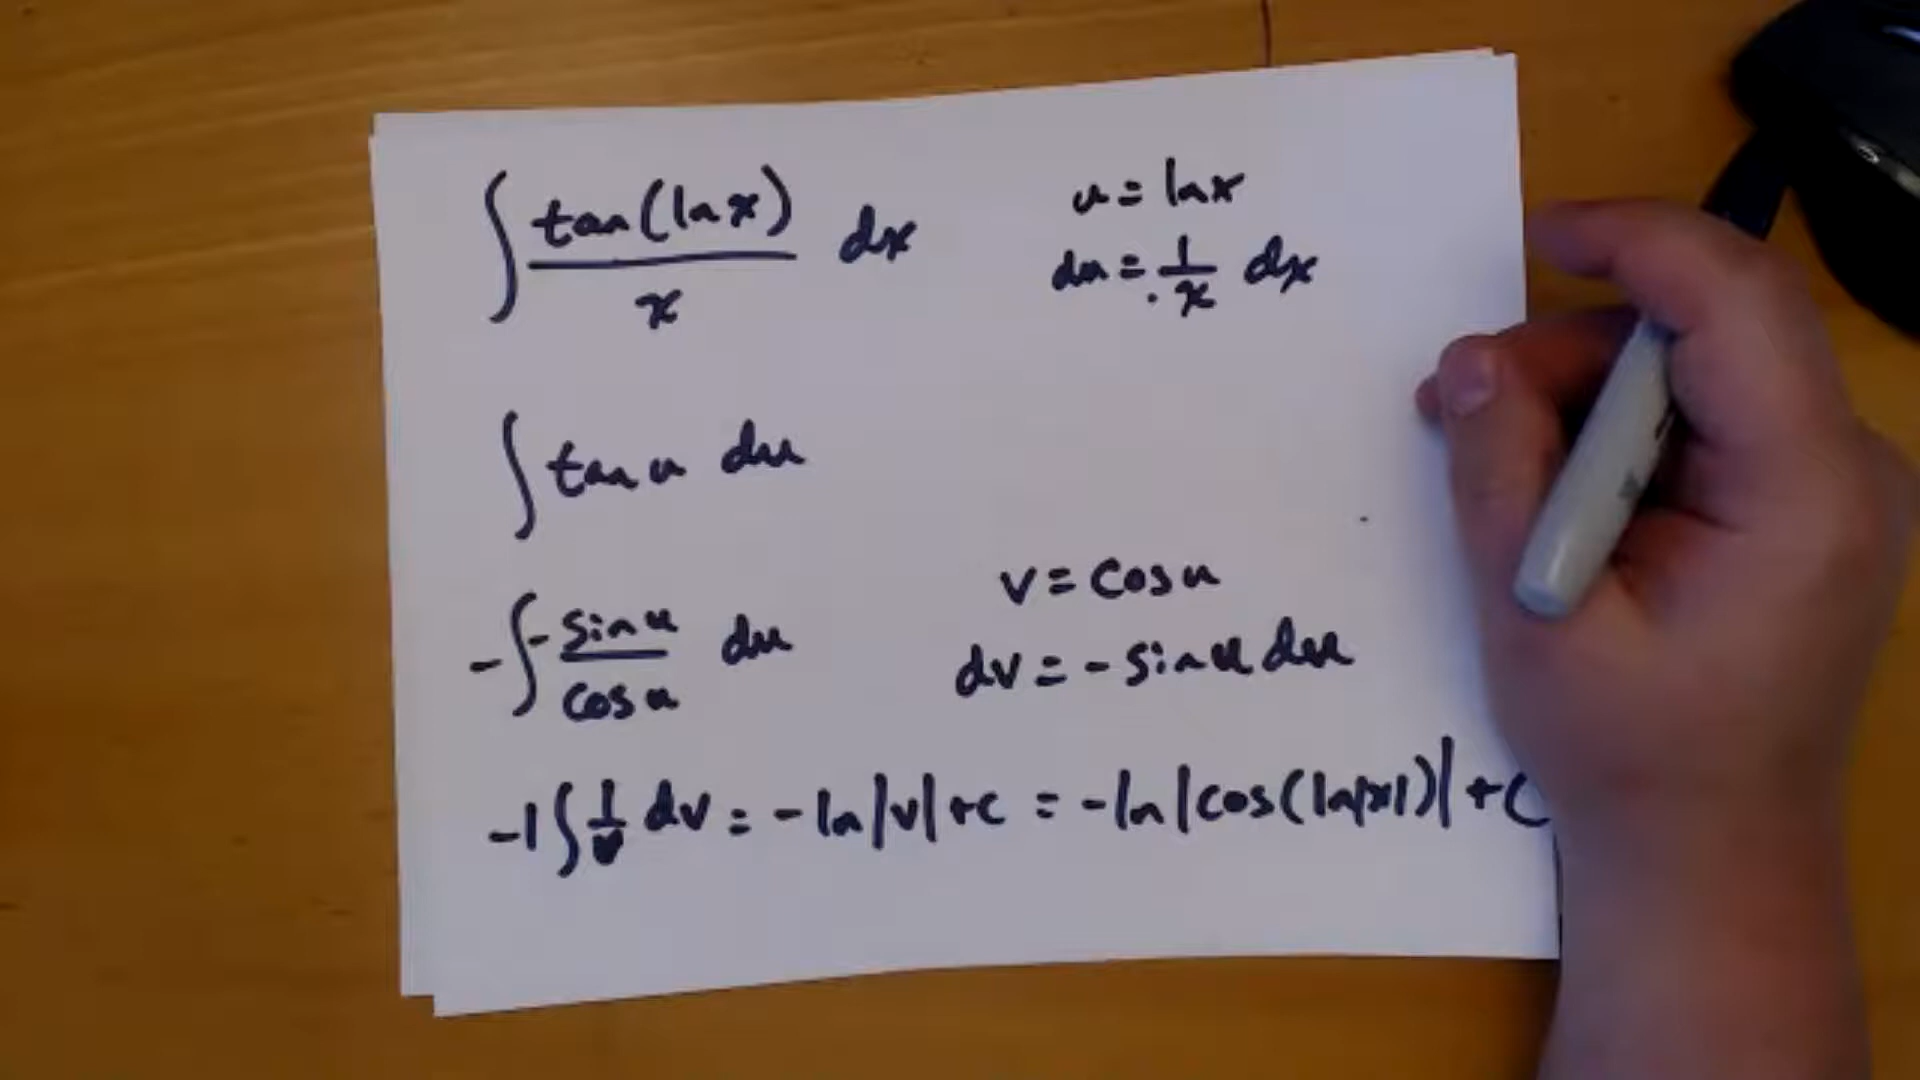 ∫ tan(ln x)/x dx
u = ln x
du = 1/x dx
∫ tan u du
-∫ -sin u/cos u du
v = cos u
dv = - sin u du
-1 ∫ 1/v dv = -ln|v| + c = -ln|cos(ln|x|)| + C